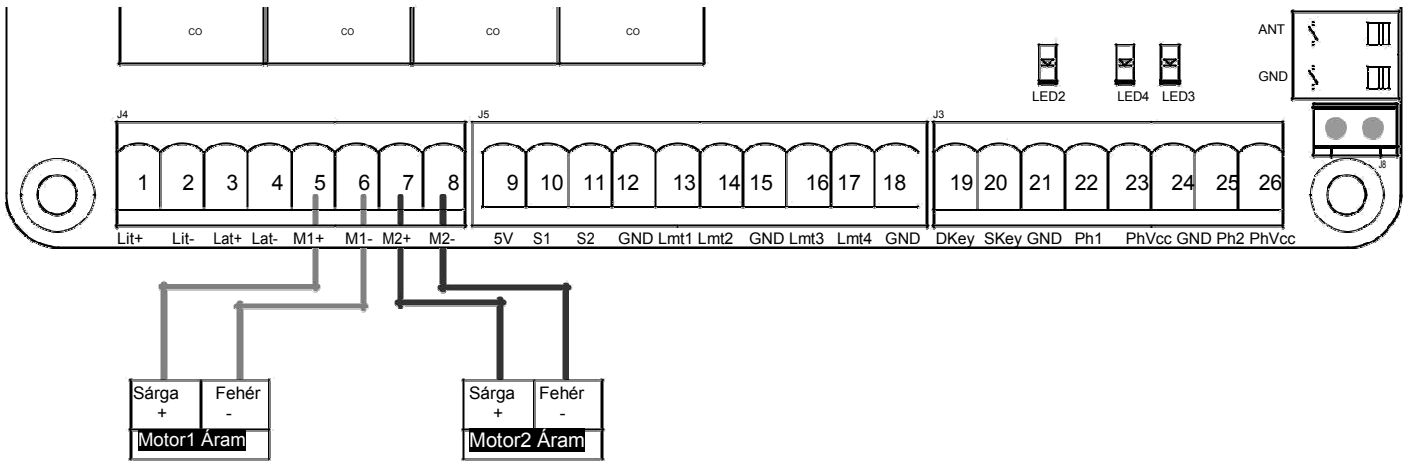 CO CO CO CO
ANT
GND
LED2 LED4 LED3
J4 J5 J3
J8
1 2 3 4 5 6 7 8 9 10 11 12 13 14 15 16 17 18 19 20 21 22 23 24 25 26
Lit+ Lit- Lat+ Lat- M1+ M1- M2+ M2- 5V S1 S2 GND Lmt1 Lmt2 GND Lmt3 Lmt4 GND DKey SKey GND Ph1 PhVcc GND Ph2 PhVcc
Sárga Fehér
+ -
Motor1 Áram
Sárga Fehér
+ -
Motor2 Áram